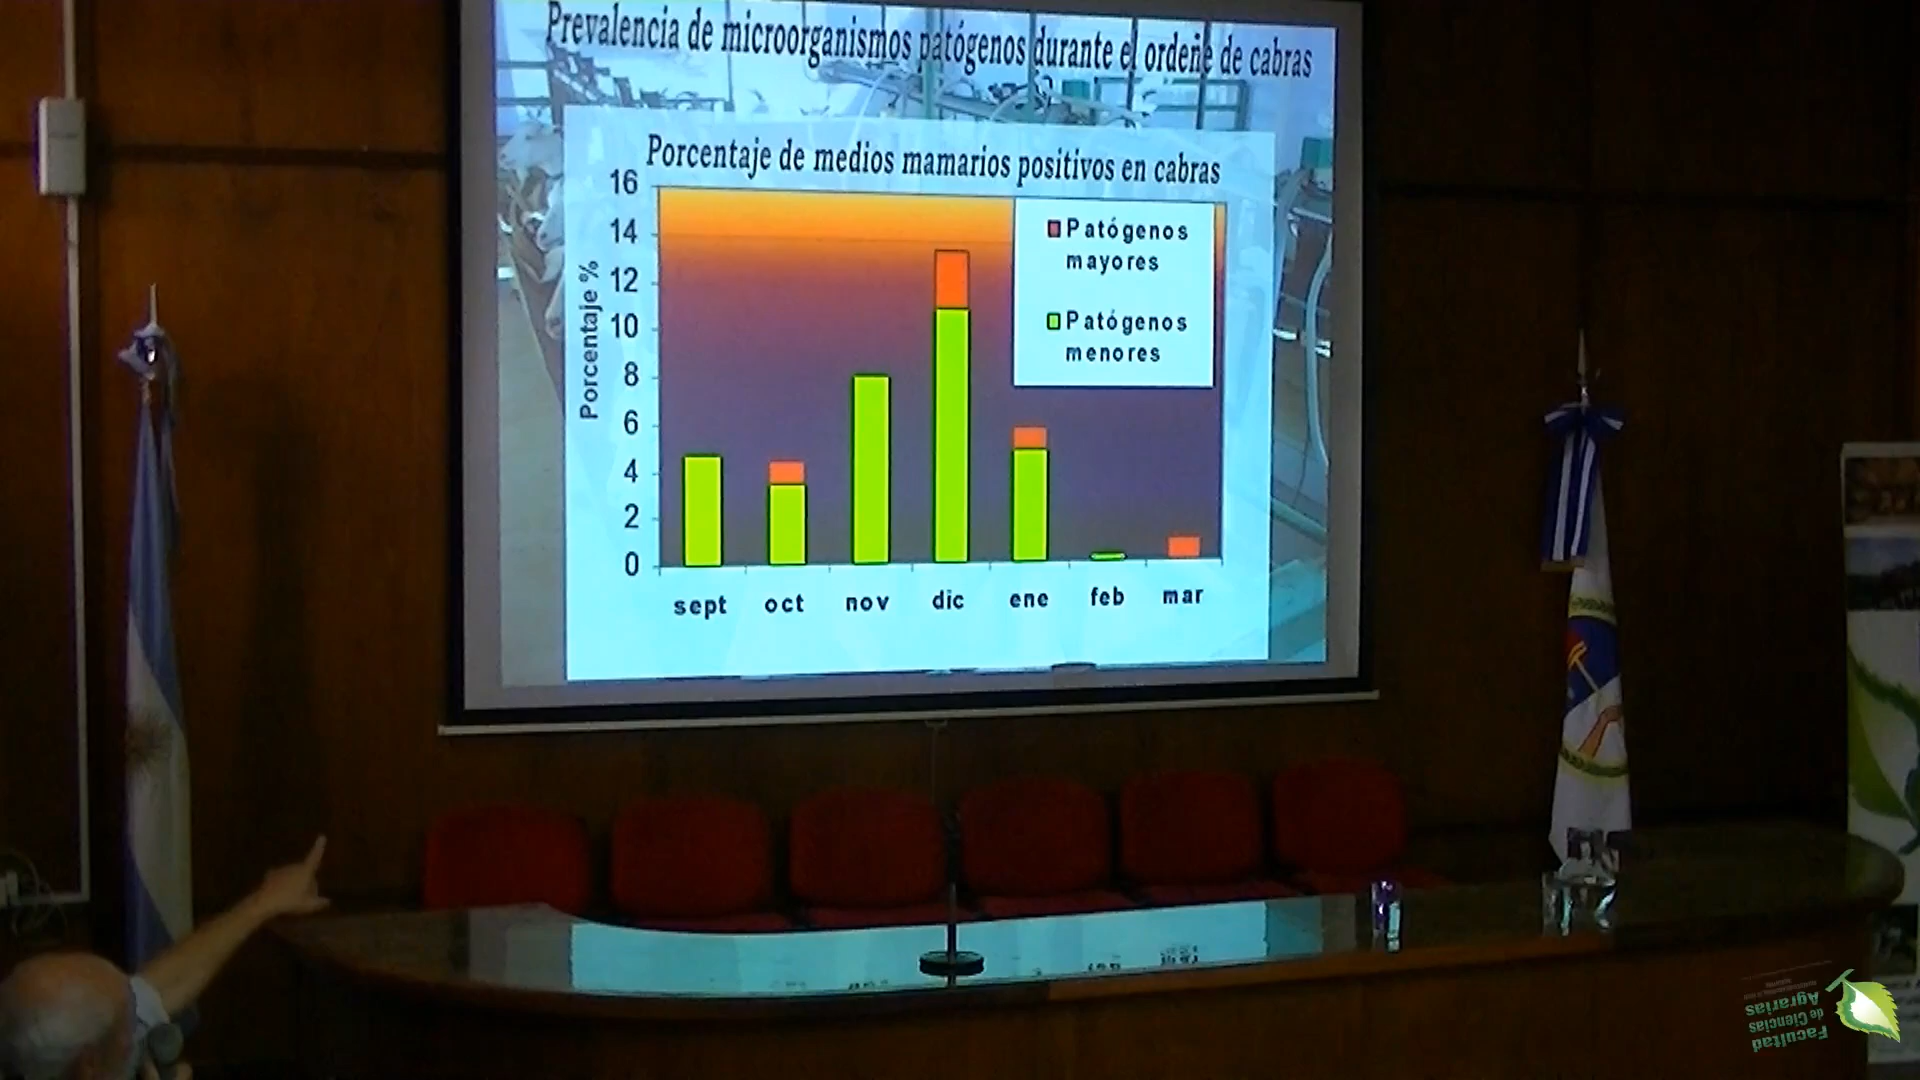 Prevalencia de microorganismos patógenos durante el ordeñe de cabras
Porcentaje de medios mamarios positivos en cabras
Porcentaje %
16
14
12
10
8
6
4
2
0
Patógenos
mayores
Patógenos
menores
sept oct nov dic ene feb mar
Facultad
de Ciencias
Agrarias